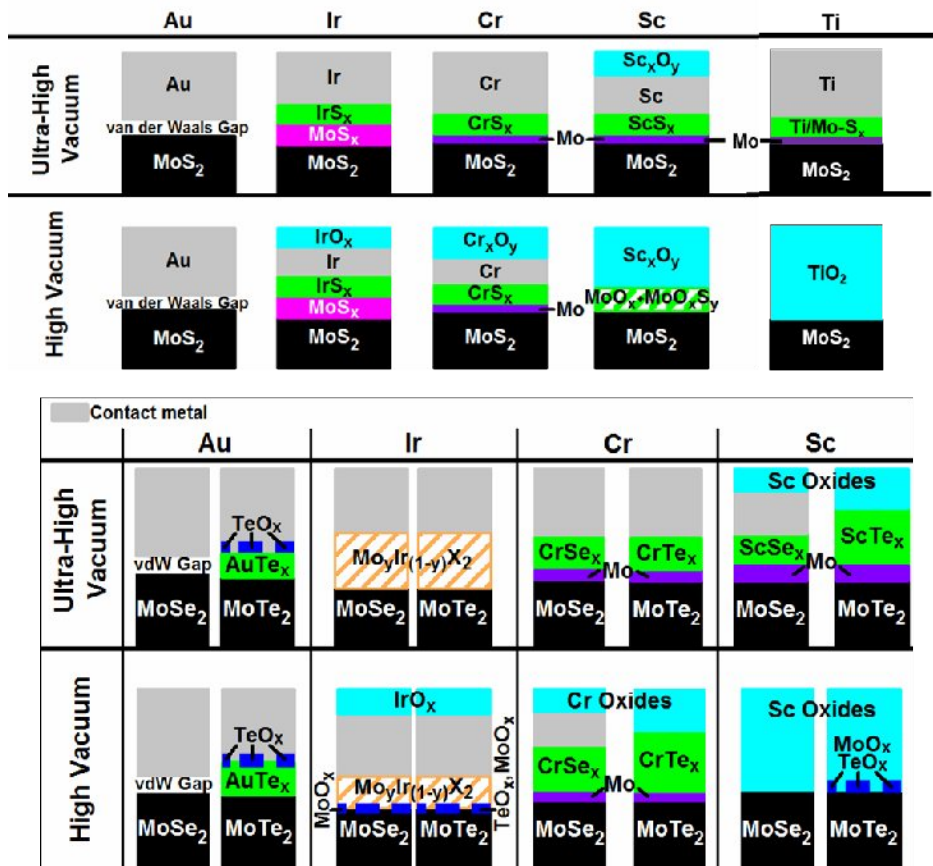 Au Ir Cr Sc Ti
Ultra-High
Vacuum
Au
van der Waals Gap
MoS2
Ir
IrSx
MoSx
MoS2
Cr
CrSx
Mo
MoS2
ScxOy
Sc
ScSx
MoS2
Mo
Ti
Ti/Mo-Sx
MoS2
High Vacuum
Au
van der Waals Gap
MoS2
IrOx
Ir
IrSx
MoSx
MoS2
CrxOy
Cr
CrSx
Mo
MoS2
ScxOy
MoOx+MoOxSy
MoS2
TiO2
MoS2
Contact metal
Au Ir Cr Sc
Ultra-High
Vacuum
vdW Gap
MoSe2
TeOx
AuTex
MoTe2
MoyIr(1-y)X2
MoSe2 MoTe2
CrSex CrTex
Mo
MoSe2 MoTe2
Sc Oxides
ScSex
ScTex
Mo
MoSe2 MoTe2
High Vacuum
vdW Gap
MoSe2
TeOx
AuTex
MoTe2
IrOx
MoOx
MoyIr(1-y)X2
TeOx, MoOx
MoSe2 MoTe2
Cr Oxides
CrSex
CrTex
Mo
MoSe2 MoTe2
Sc Oxides
MoOx
TeOx
MoSe2 MoTe2